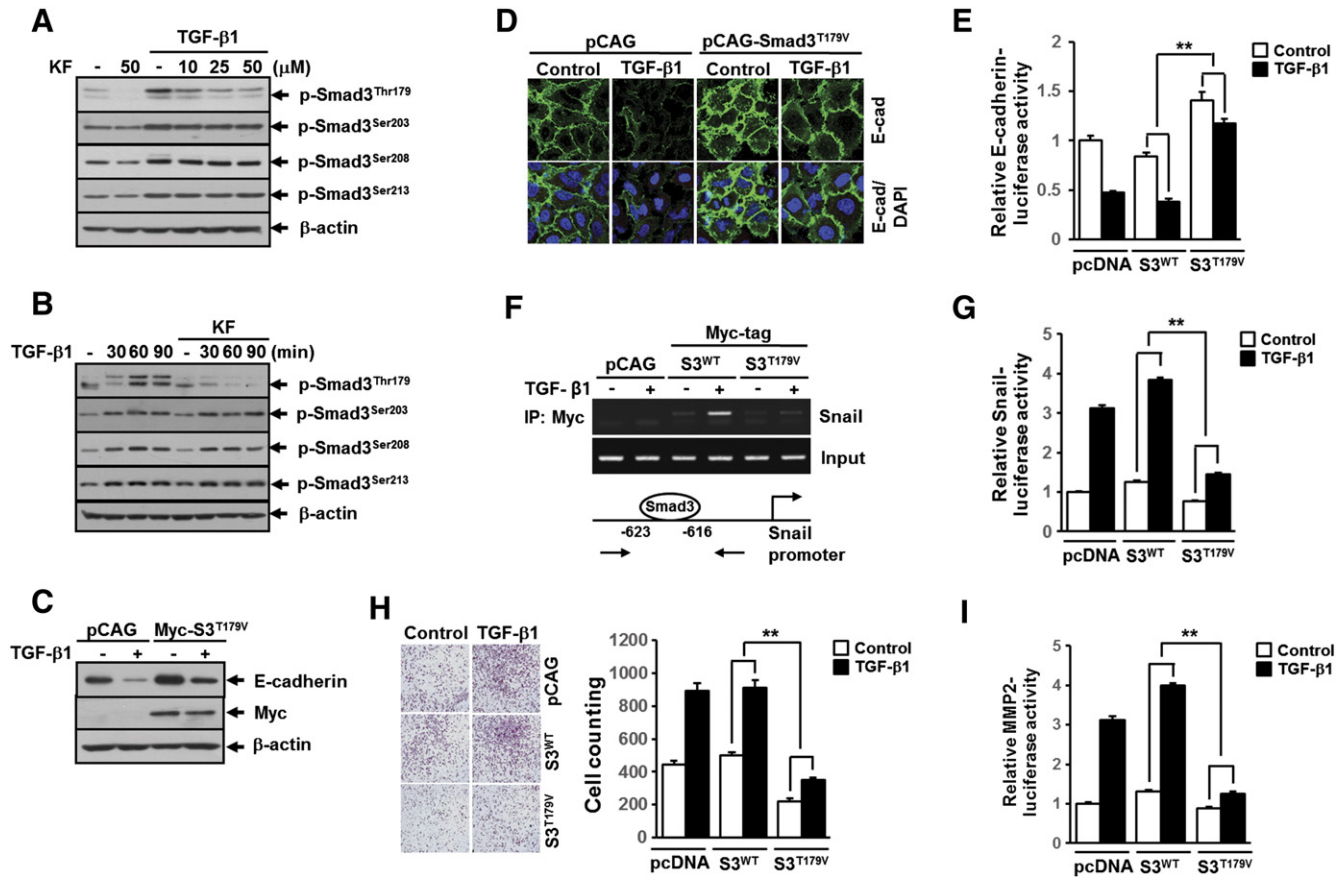 A
TGF-β1
KF - 50 - 10 25 50 (μM)
p-Smad3Thr179
p-Smad3Ser203
p-Smad3Ser208
p-Smad3Ser213
β-actin
B
KF
TGF-β1 - 30 60 90 - 30 60 90 (min)
p-Smad3Thr179
p-Smad3Ser203
p-Smad3Ser208
p-Smad3Ser213
β-actin
C
pCAG Myc-S3T179V
TGF-β1 - + - +
E-cadherin
Myc
β-actin
D
pCAG pCAG-Smad3T179V
Control TGF-β1 Control TGF-β1
E-cad
E-cad/
DAPI
E
Relative E-cadherin-
luciferase activity
2
1.5
1
0.5
0
**
Control
TGF-β1
pcDNA S3WT S3T179V
F
Myc-tag
pCAG S3WT S3T179V
TGF- β1 - + - + - +
IP: Myc
Snail
Input
Smad3
-623 -616
Snail
promoter
G
Relative Snail-
luciferase activity
5
4
3
2
1
0
**
Control
TGF-β1
pcDNA S3WT S3T179V
H
Control TGF-β1
pCAG
S3WT
S3T179V
Cell counting
1200
1000
800
600
400
200
0
**
Control
TGF-β1
pcDNA S3WT S3T179V
I
Relative MMP2-
luciferase activity
5
4
3
2
1
0
**
Control
TGF-β1
pcDNA S3WT S3T179V